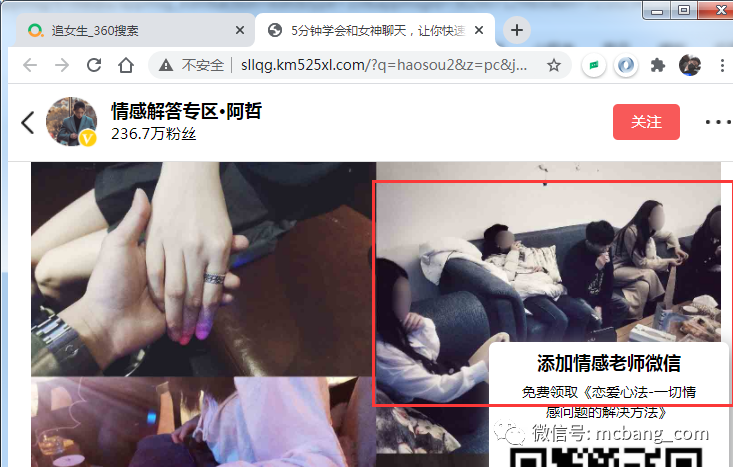 追女生_360搜索
5分钟学会和女神聊天，让你快速
不安全
sllqg.km525xl.com/?q=haosou2&z=pc&j...
情感解答专区•阿哲
236.7万粉丝
关注
添加情感老师微信
免费领取《恋爱心法-一切情
感问题的解决方法》
微信号: mcbang_com